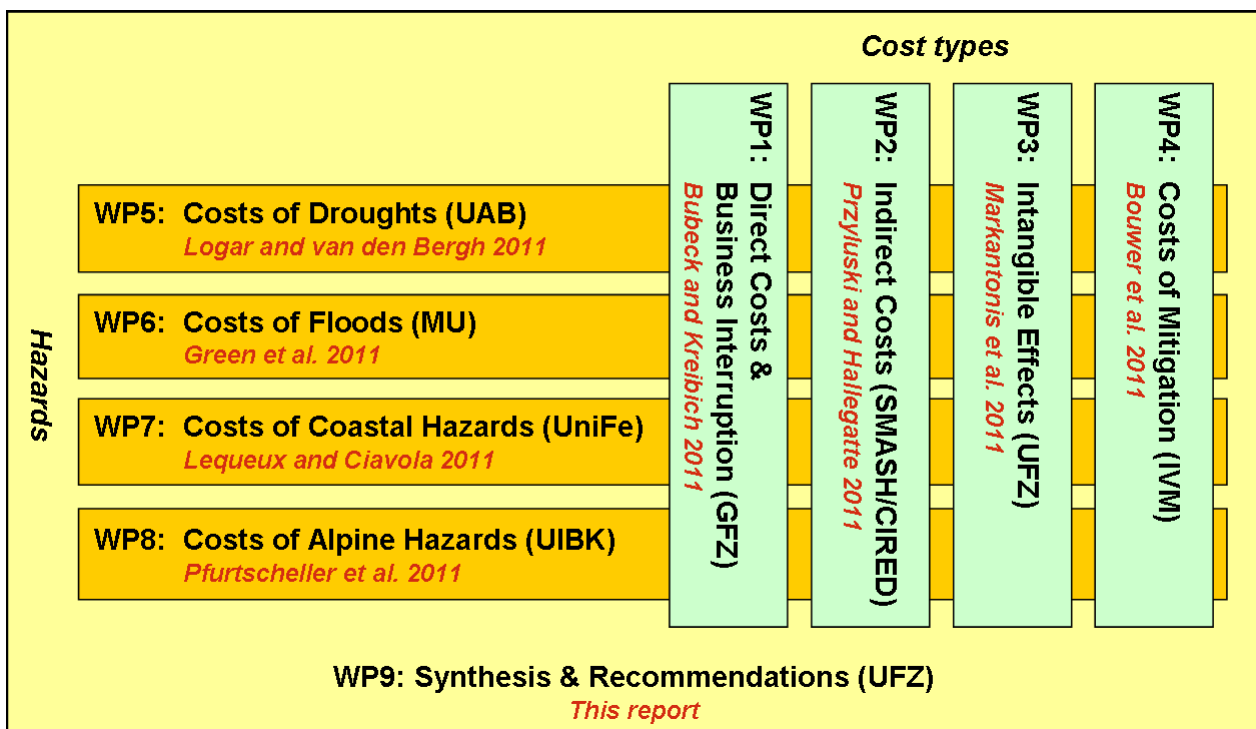 Cost types
WP1: Direct Costs &
Business Interruption (GFZ)
Bubeck and Kreibich 2011
WP2: Indirect Costs (SMASH/CIRED)
Przyluski and Hallegatte 2011
WP3: Intangible Effects (UFZ)
Markantonis et al. 2011
WP4: Costs of Mitigation (IVM)
Bouwer et al. 2011
Hazards
WP5: Costs of Droughts (UAB)
Logar and van den Bergh 2011
WP6: Costs of Floods (MU)
Green et al. 2011
WP7: Costs of Coastal Hazards (UniFe)
Lequeux and Ciavola 2011
WP8: Costs of Alpine Hazards (UIBK)
Pfurtscheller et al. 2011
WP9: Synthesis & Recommendations (UFZ)
This report